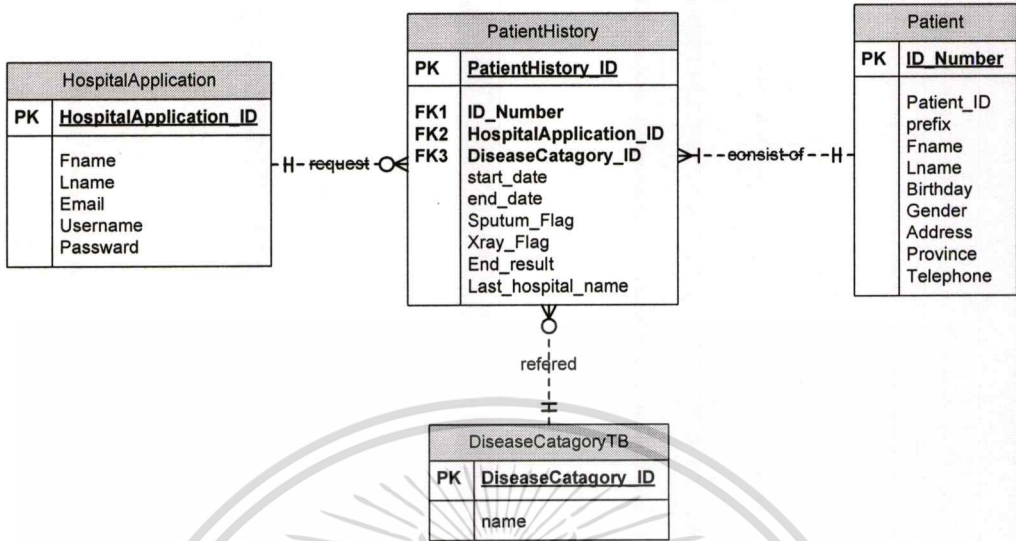 HospitalApplication
PK HospitalApplication_ID
Fname
Lname
Email
Username
Passward
request
PatientHistory
PK PatientHistory_ID
FK1 ID_Number
FK2 HospitalApplication_ID
FK3 DiseaseCatagory_ID
start_date
end_date
Sputum_Flag
Xray_Flag
End_result
Last_hospital_name
consist of
Patient
PK ID_Number
Patient_ID
prefix
Fname
Lname
Birthday
Gender
Address
Province
Telephone
refered
DiseaseCatagoryTB
PK DiseaseCatagory_ID
name